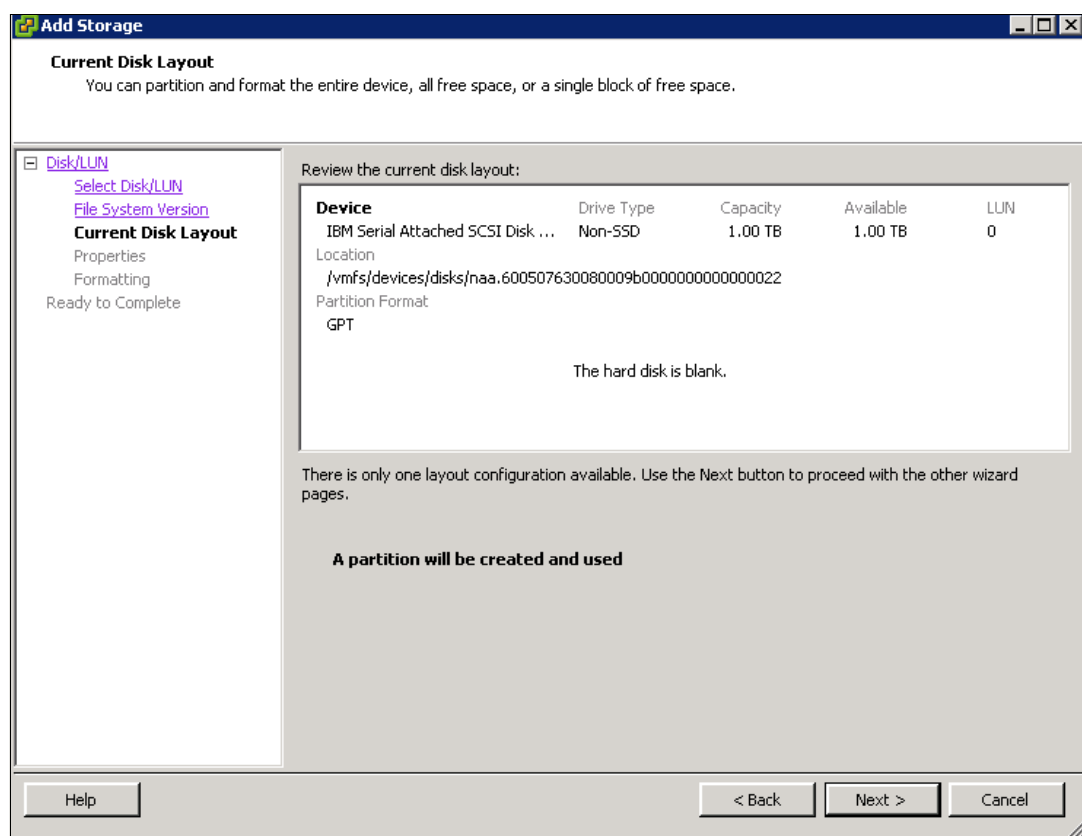 Add Storage
Current Disk Layout
You can partition and format the entire device, all free space, or a single block of free space.
Disk/LUN
Select Disk/LUN
File System Version
Current Disk Layout
Properties
Formatting
Ready to Complete
Review the current disk layout:
Device Drive Type Capacity Available LUN
IBM Serial Attached SCSI Disk ... Non-SSD 1.00 TB 1.00 TB 0
Location
/vmfs/devices/disks/naa.600507630080009b0000000000000022
Partition Format
GPT
The hard disk is blank.
There is only one layout configuration available. Use the Next button to proceed with the other wizard
pages.
A partition will be created and used
Help < Back Next > Cancel